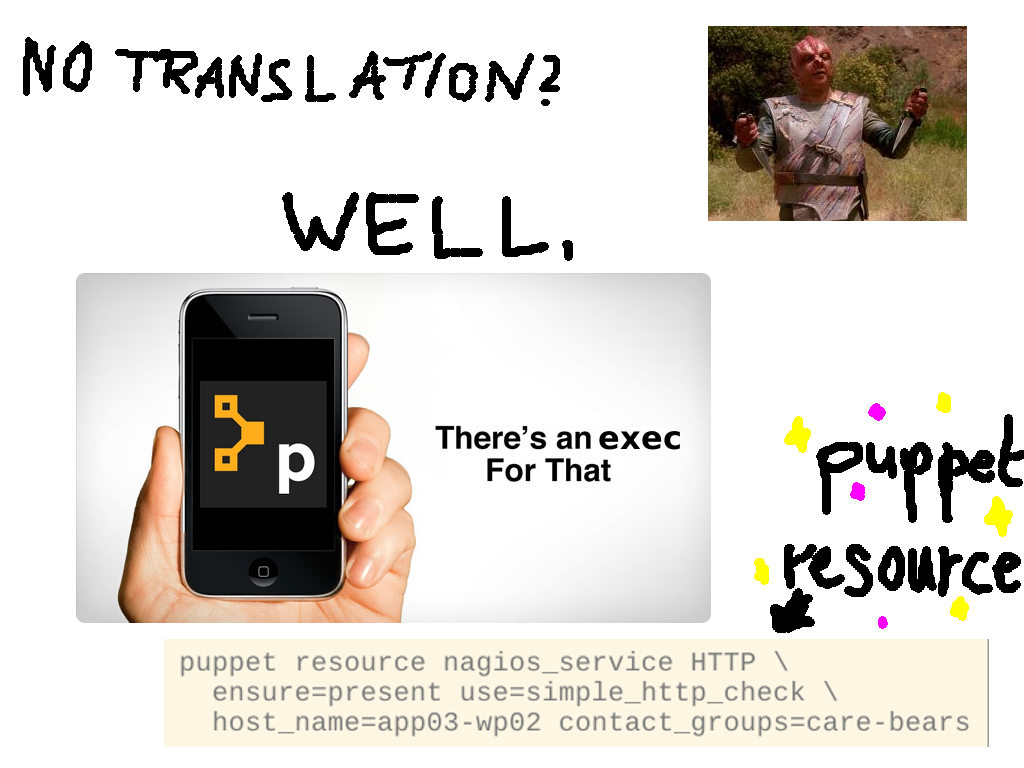 NO TRANSLATION?
WELL,
p
There's an exec
For That
puppet
resource
puppet resource nagios_service HTTP \
ensure=present use=simple_http_check \
host_name=app03-wp02 contact_groups=care-bears